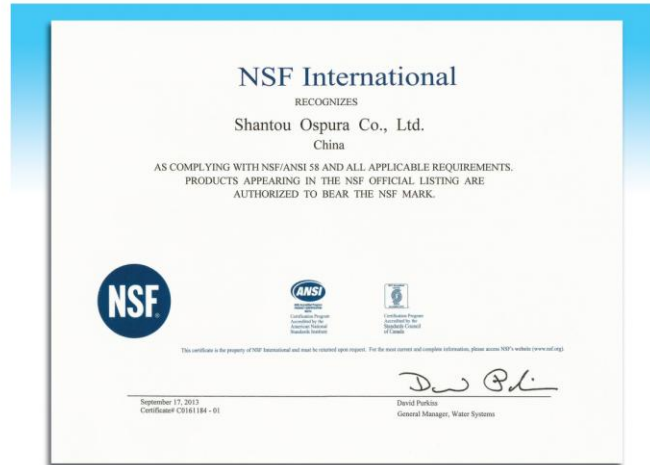 NSF International
RECOGNIZES
Shantou Ospura Co., Ltd.
China
AS COMPLYING WITH NSF/ANSI 58 AND ALL APPLICABLE REQUIREMENTS.
PRODUCTS APPEARING IN THE NSF OFFICIAL LISTING ARE
AUTHORIZED TO BEAR THE NSF MARK.
NSF®
ANSI
Certification Program
Accredited by the
American National
Standards Institute
Certification Program
Accredited by the
Standards Council
of Canada
This certificate is the property of NSF International and must be returned upon request. For the most current and complete information, please access NSF's website (www.nsf.org).
September 17, 2013
Certificate# C0161184 - 01
David Purkiss
General Manager, Water Systems